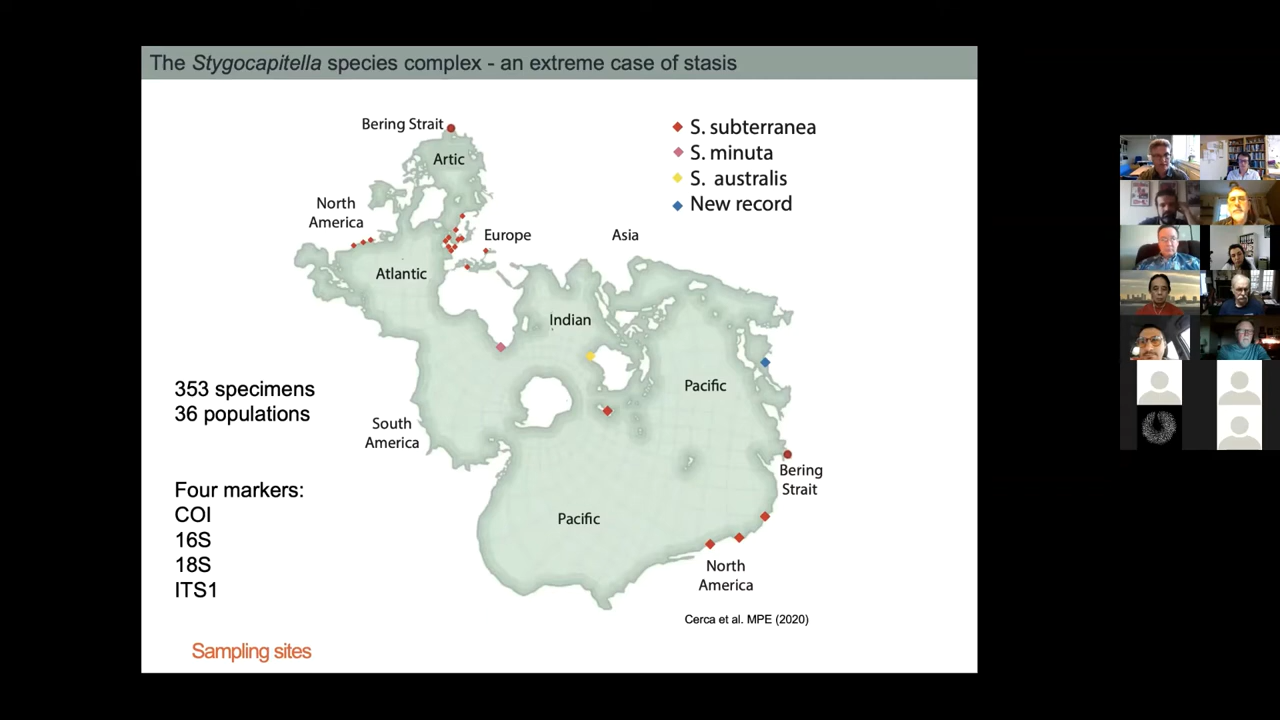 The Stygocapitella species complex - an extreme case of stasis
Bering Strait
Artic
North
America
Europe
Asia
Atlantic
Indian
Pacific
South
America
Pacific
Bering
Strait
North
America
S. subterranea
S. minuta
S. australis
New record
353 specimens
36 populations
Four markers:
COI
16S
18S
ITS1
Cerca et al. MPE (2020)
Sampling sites